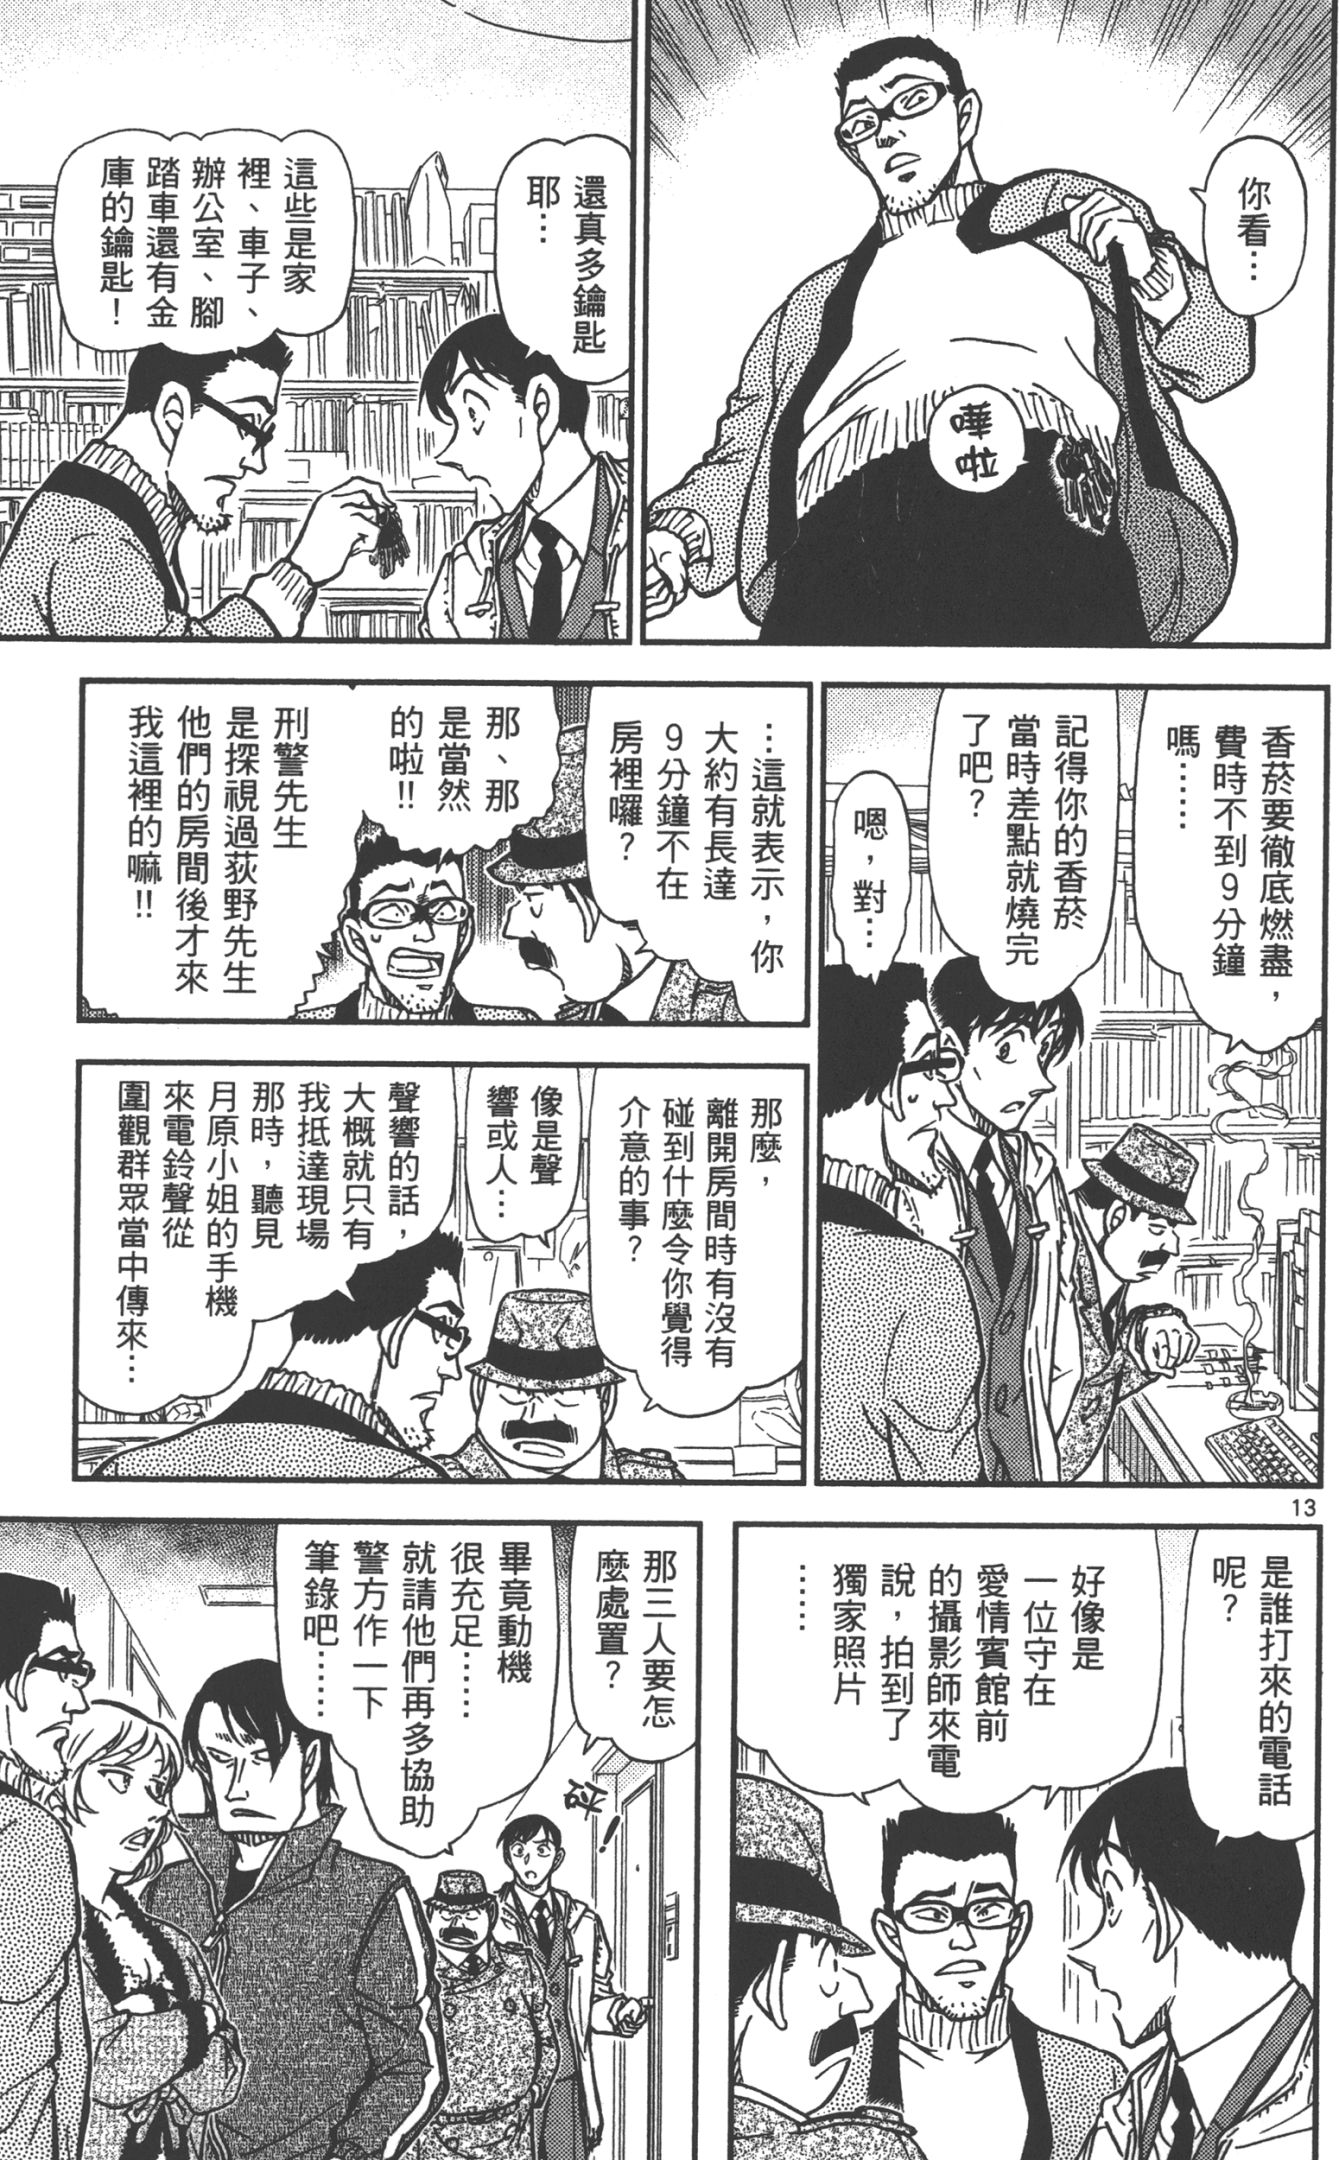 你看…
嘩
啦
還真多鑰匙
耶…
這些是家
裡、車子、
辦公室、腳
踏車還有金
庫的鑰匙！
香菸要徹底燃盡，
費時不到9分鐘
嗎……
記得你的香菸
當時差點就燒完
了吧？
嗯，對…
…這就表示，你
大約有長達
9分鐘不在
房裡囉？
那、那
是當然
的啦!!
刑警先生
是探視過荻野先生
他們的房間後才來
我這裡的嘛!!
那麼，
離開房間時有沒有
碰到什麼令你覺得
介意的事？
像是聲
響或人…
聲響的話，
大概就只有
我抵達現場
那時，聽見
月原小姐的手機
來電鈴聲從
圍觀群眾當中傳來…
13
是誰打來的電話
呢？
好像是
一位守在
愛情賓館前
的攝影師來電
說，拍到了
獨家照片
……
那三人要怎
麼處置？
畢竟動機
很充足……
就請他們再多協助
警方作一下
筆錄吧……